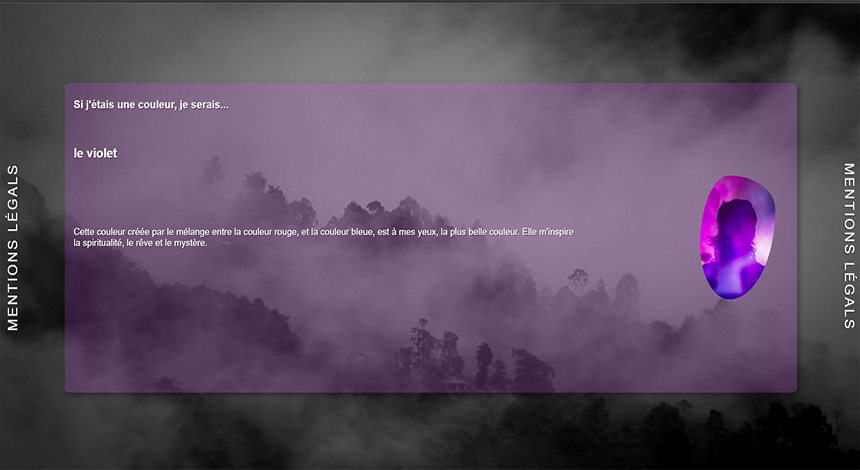 Si j'étais une couleur, je serais...
le violet
MENTIONS LÉGALS
MENTIONS LÉGALS
Cette couleur créée par le mélange entre la couleur rouge, et la couleur bleue, est à mes yeux, la plus belle couleur. Elle m'inspire
la spiritualité, le rêve et le mystère.